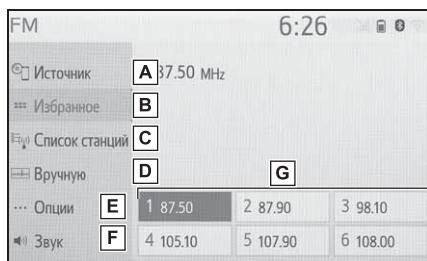 FM 6:26
Источник A 87.50 MHz
Избранное B
Список станций C
Вручную D G
Опции E 1 87.50 2 87.90 3 98.10
Звук F 4 105.10 5 107.90 6 108.00